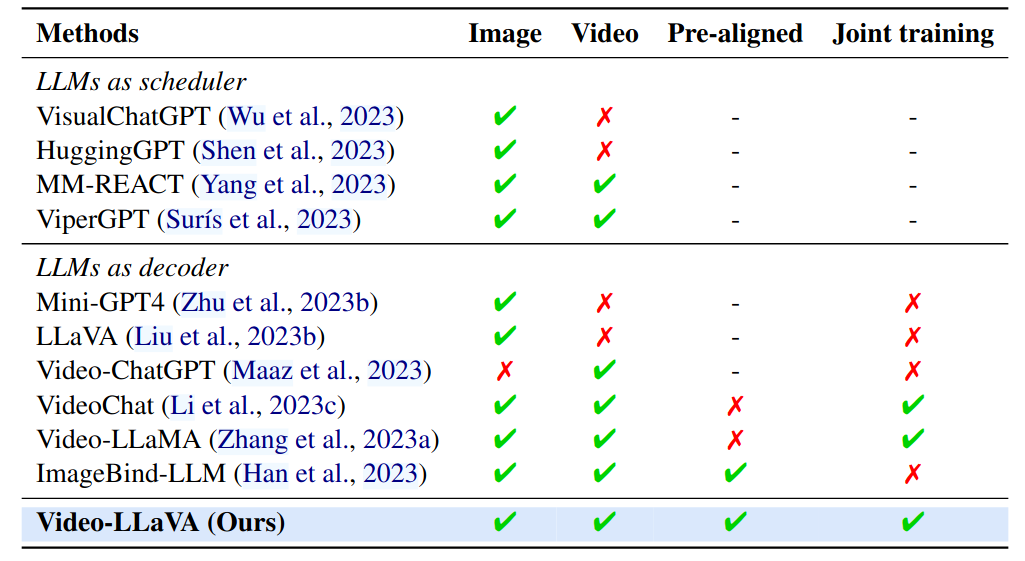 Methods Image Video Pre-aligned Joint training
LLMs as scheduler
VisualChatGPT (Wu et al., 2023) ✔ ✗ - -
HuggingGPT (Shen et al., 2023) ✔ ✗ - -
MM-REACT (Yang et al., 2023) ✔ ✔ - -
ViperGPT (Surís et al., 2023) ✔ ✔ - -
LLMs as decoder
Mini-GPT4 (Zhu et al., 2023b) ✔ ✗ - ✗
LLaVA (Liu et al., 2023b) ✔ ✗ - ✗
Video-ChatGPT (Maaz et al., 2023) ✗ ✔ - ✗
VideoChat (Li et al., 2023c) ✔ ✔ ✗ ✔
Video-LLaMA (Zhang et al., 2023a) ✔ ✔ ✗ ✔
ImageBind-LLM (Han et al., 2023) ✔ ✔ ✔ ✗
Video-LLaVA (Ours) ✔ ✔ ✔ ✔